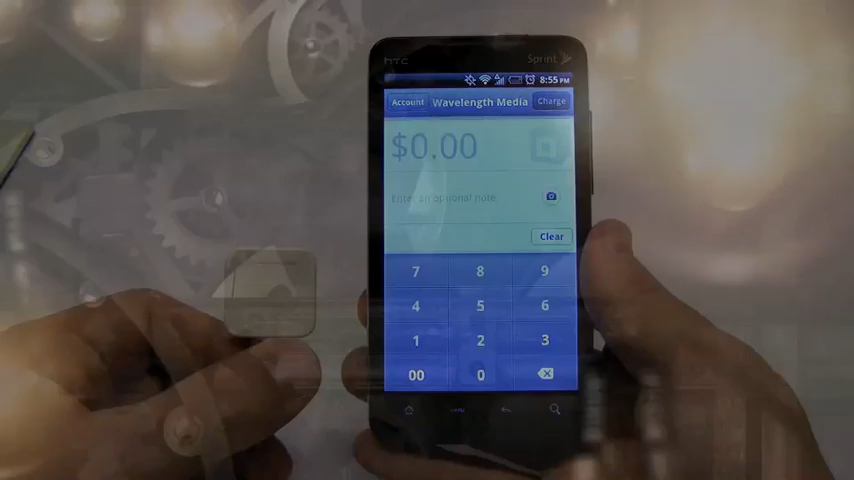 hTC Sprint
8:55 PM
Account Wavelength Media Charge
$0.00
Enter an optional note
Clear
7 8 9
4 5 6
1 2 3
00 0